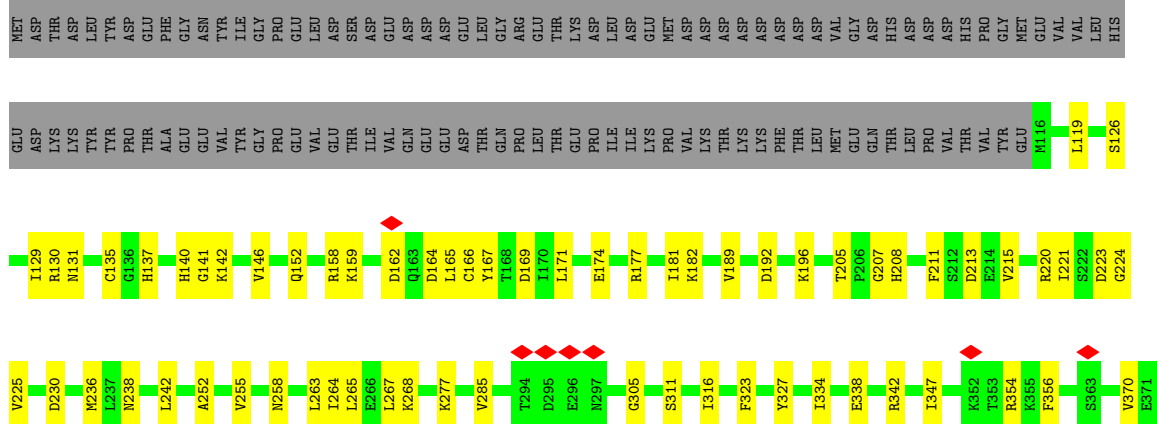 MET ASP THR ASP LEU TYR ASP GLU PHE GLY ASN TYR ILE GLY PRO GLU LEU ASP SER ASP GLU ASP ASP ASP GLU LEU GLY ARG GLU THR LYS ASP LEU ASP GLU MET ASP ASP ASP ASP VAL GLY ASP HIS ASP ASP ASP HIS PRO GLY MET GLU VAL VAL LEU HIS
GLU ASP LYS LYS TYR TYR PRO THR ALA GLU GLU VAL TYR GLY PRO GLU VAL GLU THR ILE VAL GLN GLU GLU ASP THR GLN PRO LEU THR GLU PRO ILE ILE LYS PRO VAL LYS THR LYS LYS PHE THR LEU MET GLU GLN THR LEU PRO VAL THR VAL TYR GLU M116 L119 S126
I129 R130 N131 C135 G136 H137 H140 G141 K142 V146 Q152 R158 K159 D162 Q163 D164 L165 C166 Y167 T168 D169 I170 L171 E174 R177 I181 K182 V189 D192 K196 T205 P206 G207 H208 F211 S212 D213 E214 V215 R220 I221 S222 D223 G224
V225 D230 M236 L237 N238 L242 A252 V255 N258 L263 I264 L265 E266 L267 K268 K277 V285 T294 D295 E296 N297 G305 S311 I316 F323 Y327 I334 E338 R342 I347 K352 T353 R354 K355 F356 S363 V370 E371